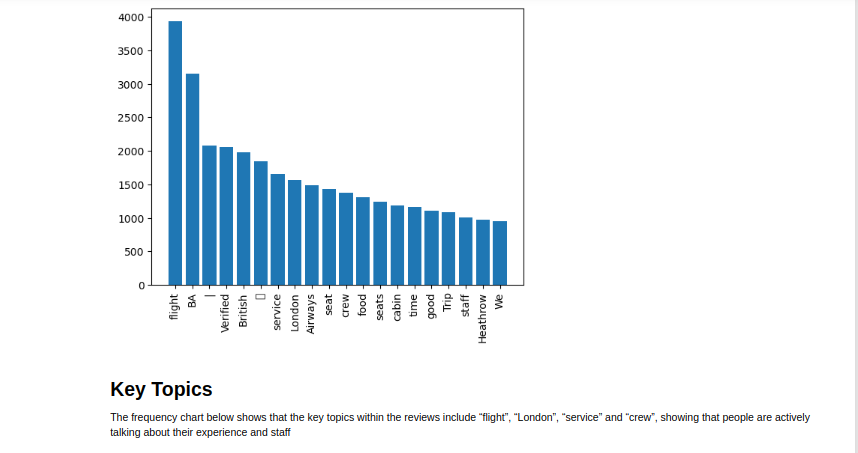 4000
3500
3000
2500
2000
1500
1000
500
0
flight
BA
|
Verified
British
service
London
Airways
seat
crew
food
seats
cabin
time
good
Trip
staff
Heathrow
We
Key Topics
The frequency chart below shows that the key topics within the reviews include “flight”, “London”, “service” and “crew”, showing that people are actively
talking about their experience and staff